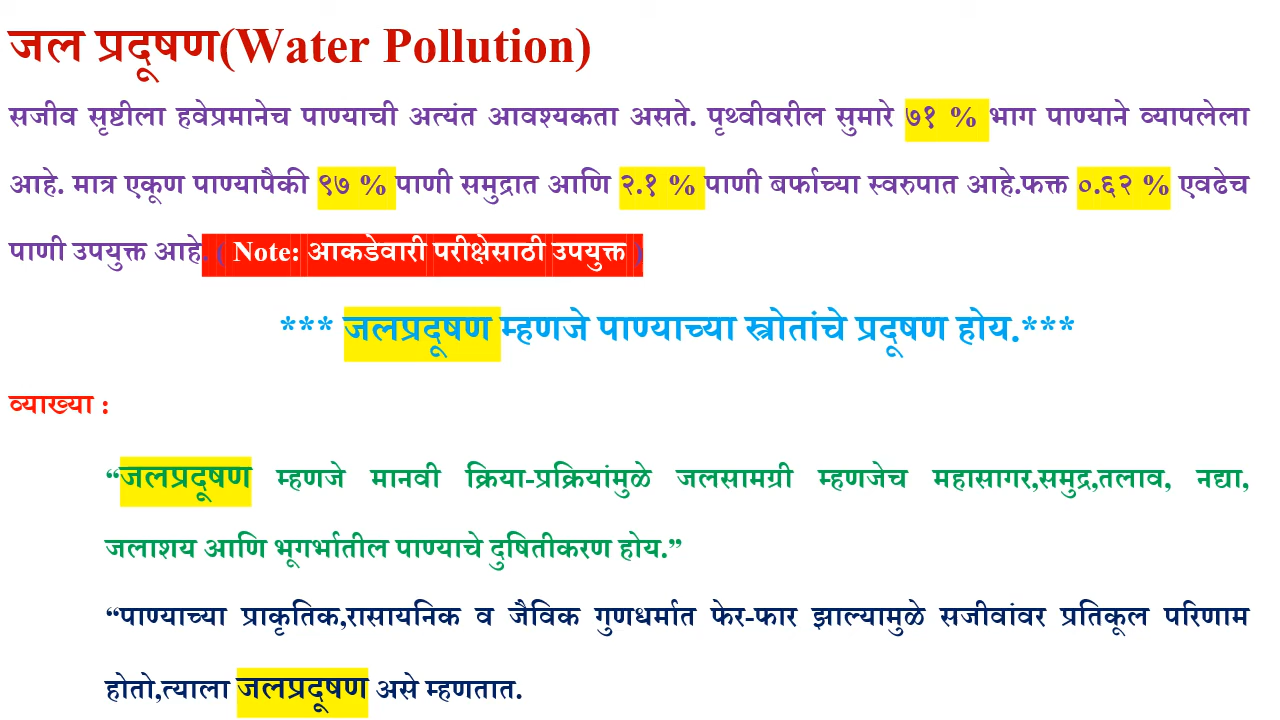 जल प्रदूषण(Water Pollution)
सजीव सृष्टीला हवेप्रमानेच पाण्याची अत्यंत आवश्यकता असते. पृथ्वीवरील सुमारे ७१ % भाग पाण्याने व्यापलेला
आहे. मात्र एकूण पाण्यापैकी ९७ % पाणी समुद्रात आणि २.१ % पाणी बर्फाच्या स्वरुपात आहे.फक्त ०.६२ % एवढेच
पाणी उपयुक्त आहे. ( Note: आकडेवारी परीक्षेसाठी उपयुक्त )
*** जलप्रदूषण म्हणजे पाण्याच्या स्त्रोतांचे प्रदूषण होय.***
व्याख्या :
“जलप्रदूषण म्हणजे मानवी क्रिया-प्रक्रियांमुळे जलसामग्री म्हणजेच महासागर,समुद्र,तलाव, नद्या,
जलाशय आणि भूगर्भातील पाण्याचे दुषितीकरण होय.”
“पाण्याच्या प्राकृतिक,रासायनिक व जैविक गुणधर्मात फेर-फार झाल्यामुळे सजीवांवर प्रतिकूल परिणाम
होतो,त्याला जलप्रदूषण असे म्हणतात.